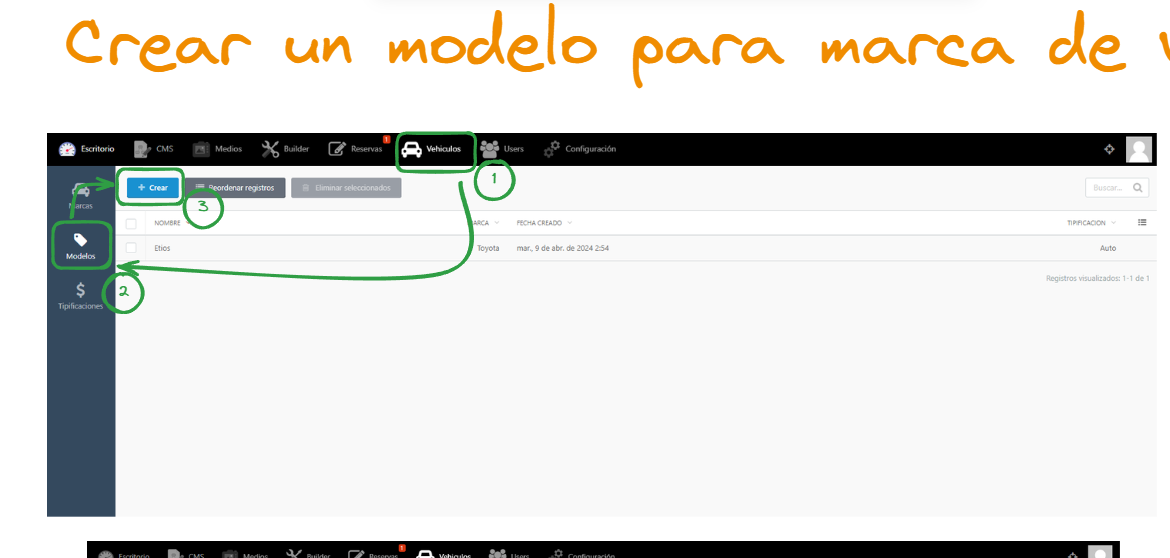 Crear un modelo para marca de
Escritorio CMS Medios Builder Reservas 1 Vehiculos Users Configuración
1
Marcas
+ Crear Reordenar registros Eliminar seleccionados Buscar...
3
NOMBRE MARCA FECHA CREADO TIPIFICACION
Modelos
Etios Toyota mar., 9 de abr. de 2024 2:54 Auto
Registros visualizados: 1-1 de 1
2
$
Tipificaciones
Escritorio CMS Medios Builder Reservas Vehiculos Users Configuración